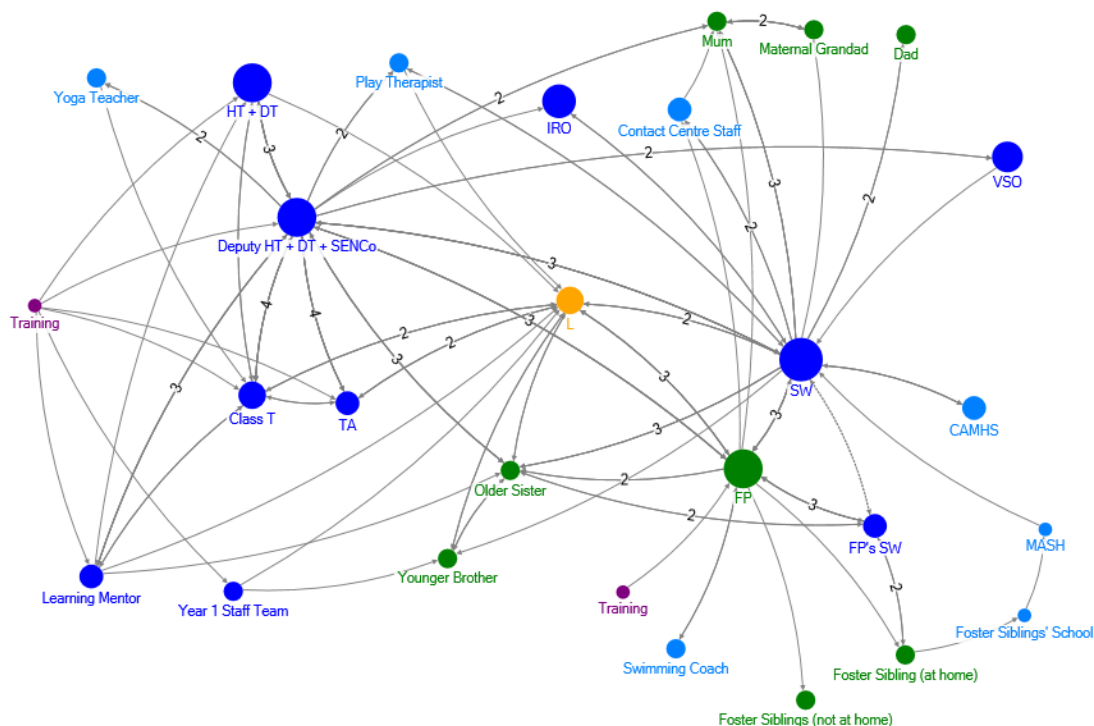 2
Mum
Maternal Grandad
Dad
Yoga Teacher
HT + DT
Play Therapist
IRO
Contact Centre Staff
VSO
2
2
3
2
2
3
2
2
Deputy HT + DT + SENCo
3
Training
4
4
3
L
2
2
2
3
3
SW
3
Class T
TA
CAMHS
3
3
Older Sister
2
FP
2
3
FP's SW
MASH
Younger Brother
2
Learning Mentor
Year 1 Staff Team
Training
Foster Siblings' School
Swimming Coach
Foster Sibling (at home)
Foster Siblings (not at home)